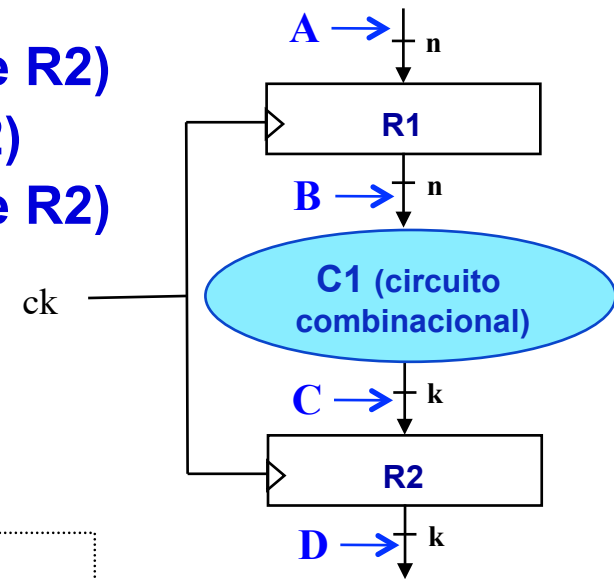 e R2)
2)
e R2)
A
n
R1
B
n
C1 (circuito
combinacional)
ck
C
k
R2
D
k